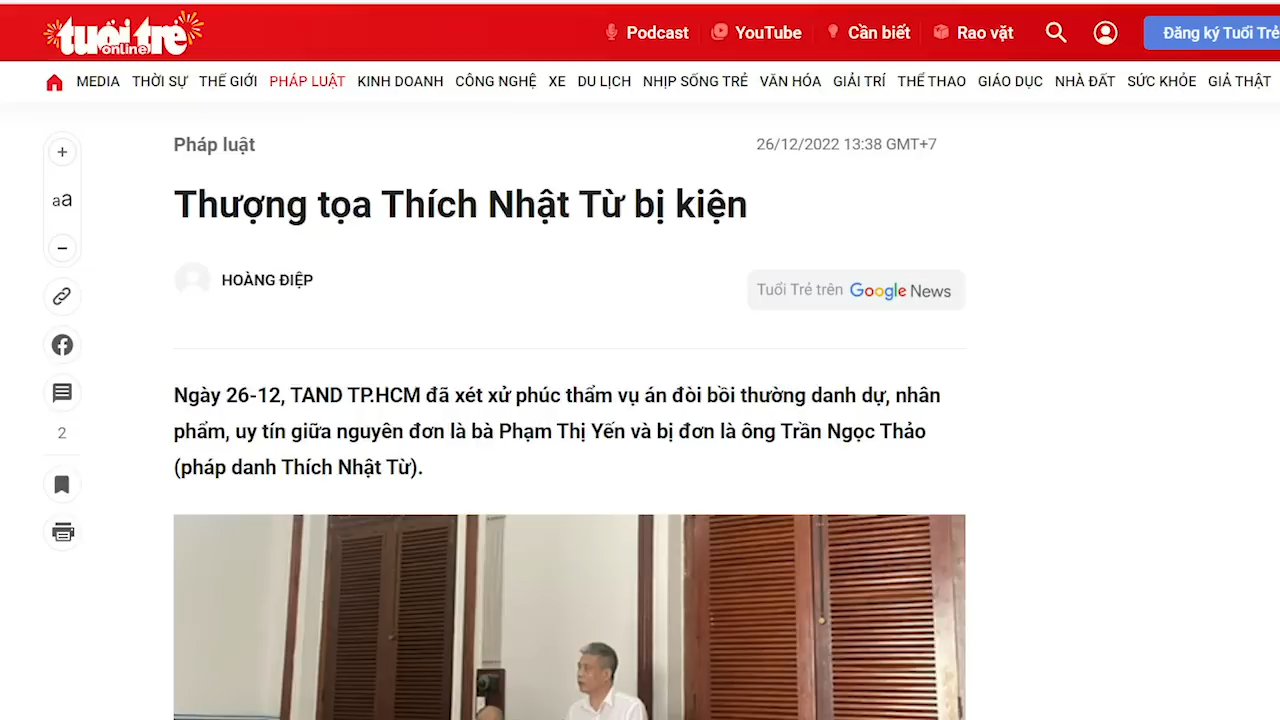 tuổi trẻ online
Podcast
YouTube
Cần biết
Rao vặt
Đăng ký Tuổi Trẻ
MEDIA THỜI SỰ THẾ GIỚI PHÁP LUẬT KINH DOANH CÔNG NGHỆ XE DU LỊCH NHỊP SỐNG TRẺ VĂN HÓA GIẢI TRÍ THỂ THAO GIÁO DỤC NHÀ ĐẤT SỨC KHỎE GIẢ THẬT
+
aa
−
2
Pháp luật
26/12/2022 13:38 GMT+7
Thượng tọa Thích Nhật Từ bị kiện
HOÀNG ĐIỆP
Tuổi Trẻ trên Google News
Ngày 26-12, TAND TP.HCM đã xét xử phúc thẩm vụ án đòi bồi thường danh dự, nhân
phẩm, uy tín giữa nguyên đơn là bà Phạm Thị Yến và bị đơn là ông Trần Ngọc Thảo
(pháp danh Thích Nhật Từ).